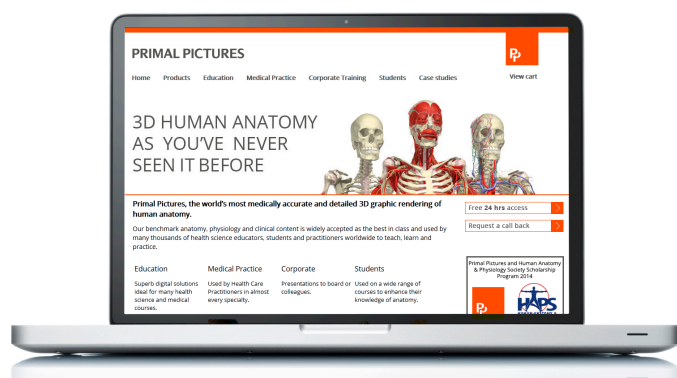 PRIMAL PICTURES
Home Products Education Medical Practice Corporate Training Students Case studies View cart
3D HUMAN ANATOMY
AS YOU'VE NEVER
SEEN IT BEFORE
Primal Pictures, the world's most medically accurate and detailed 3D graphic rendering of
human anatomy.
Our benchmark anatomy, physiology and clinical content is widely accepted as the best in class and used by
many thousands of health science educators, students and practitioners worldwide to teach, learn and
practice.
Free 24 hrs access
Request a call back
Education
Superb digital solutions
ideal for many health
science and medical
courses.
Medical Practice
Used by Health Care
Practitioners in almost
every specialty.
Corporate
Presentations to board or
colleagues.
Students
Used on a wide range of
courses to enhance their
knowledge of anatomy.
Primal Pictures and Human Anatomy
& Physiology Society Scholarship
Program 2014
HAPS